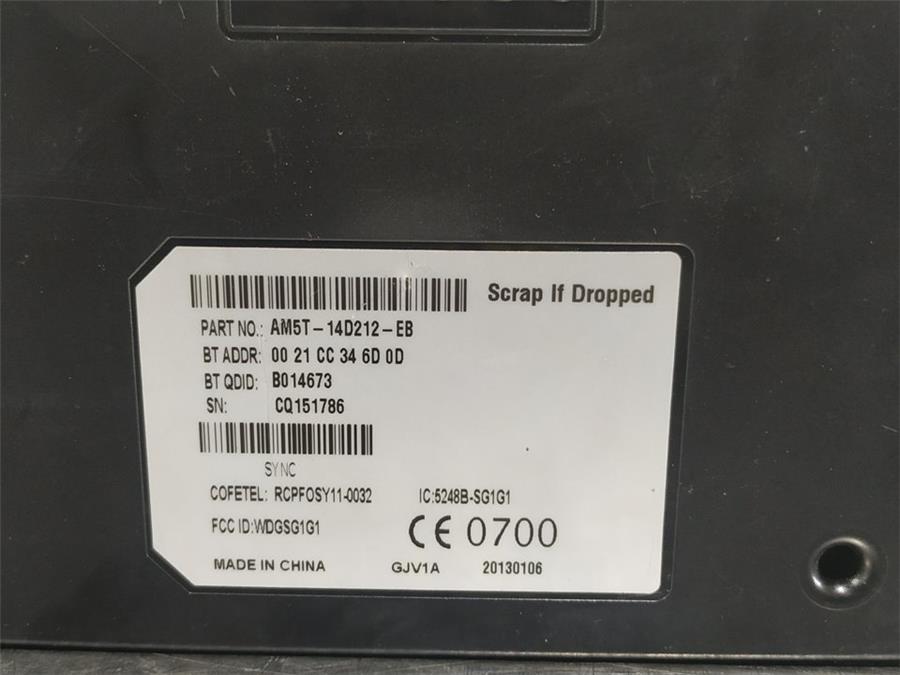 Scrap If Dropped
PART NO.: AM5T-14D212-EB
BT ADDR: 00 21 CC 34 6D 0D
BT QDID: B014673
SN: CQ151786
SYNC
COFETEL: RCPFOSY11-0032 IC:5248B-SG1G1
FCC ID:WDGSG1G1 CE 0700
MADE IN CHINA GJV1A 20130106